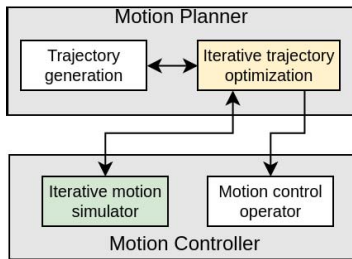 Motion Planner
Trajectory
generation
Iterative trajectory
optimization
Iterative motion
simulator
Motion control
operator
Motion Controller